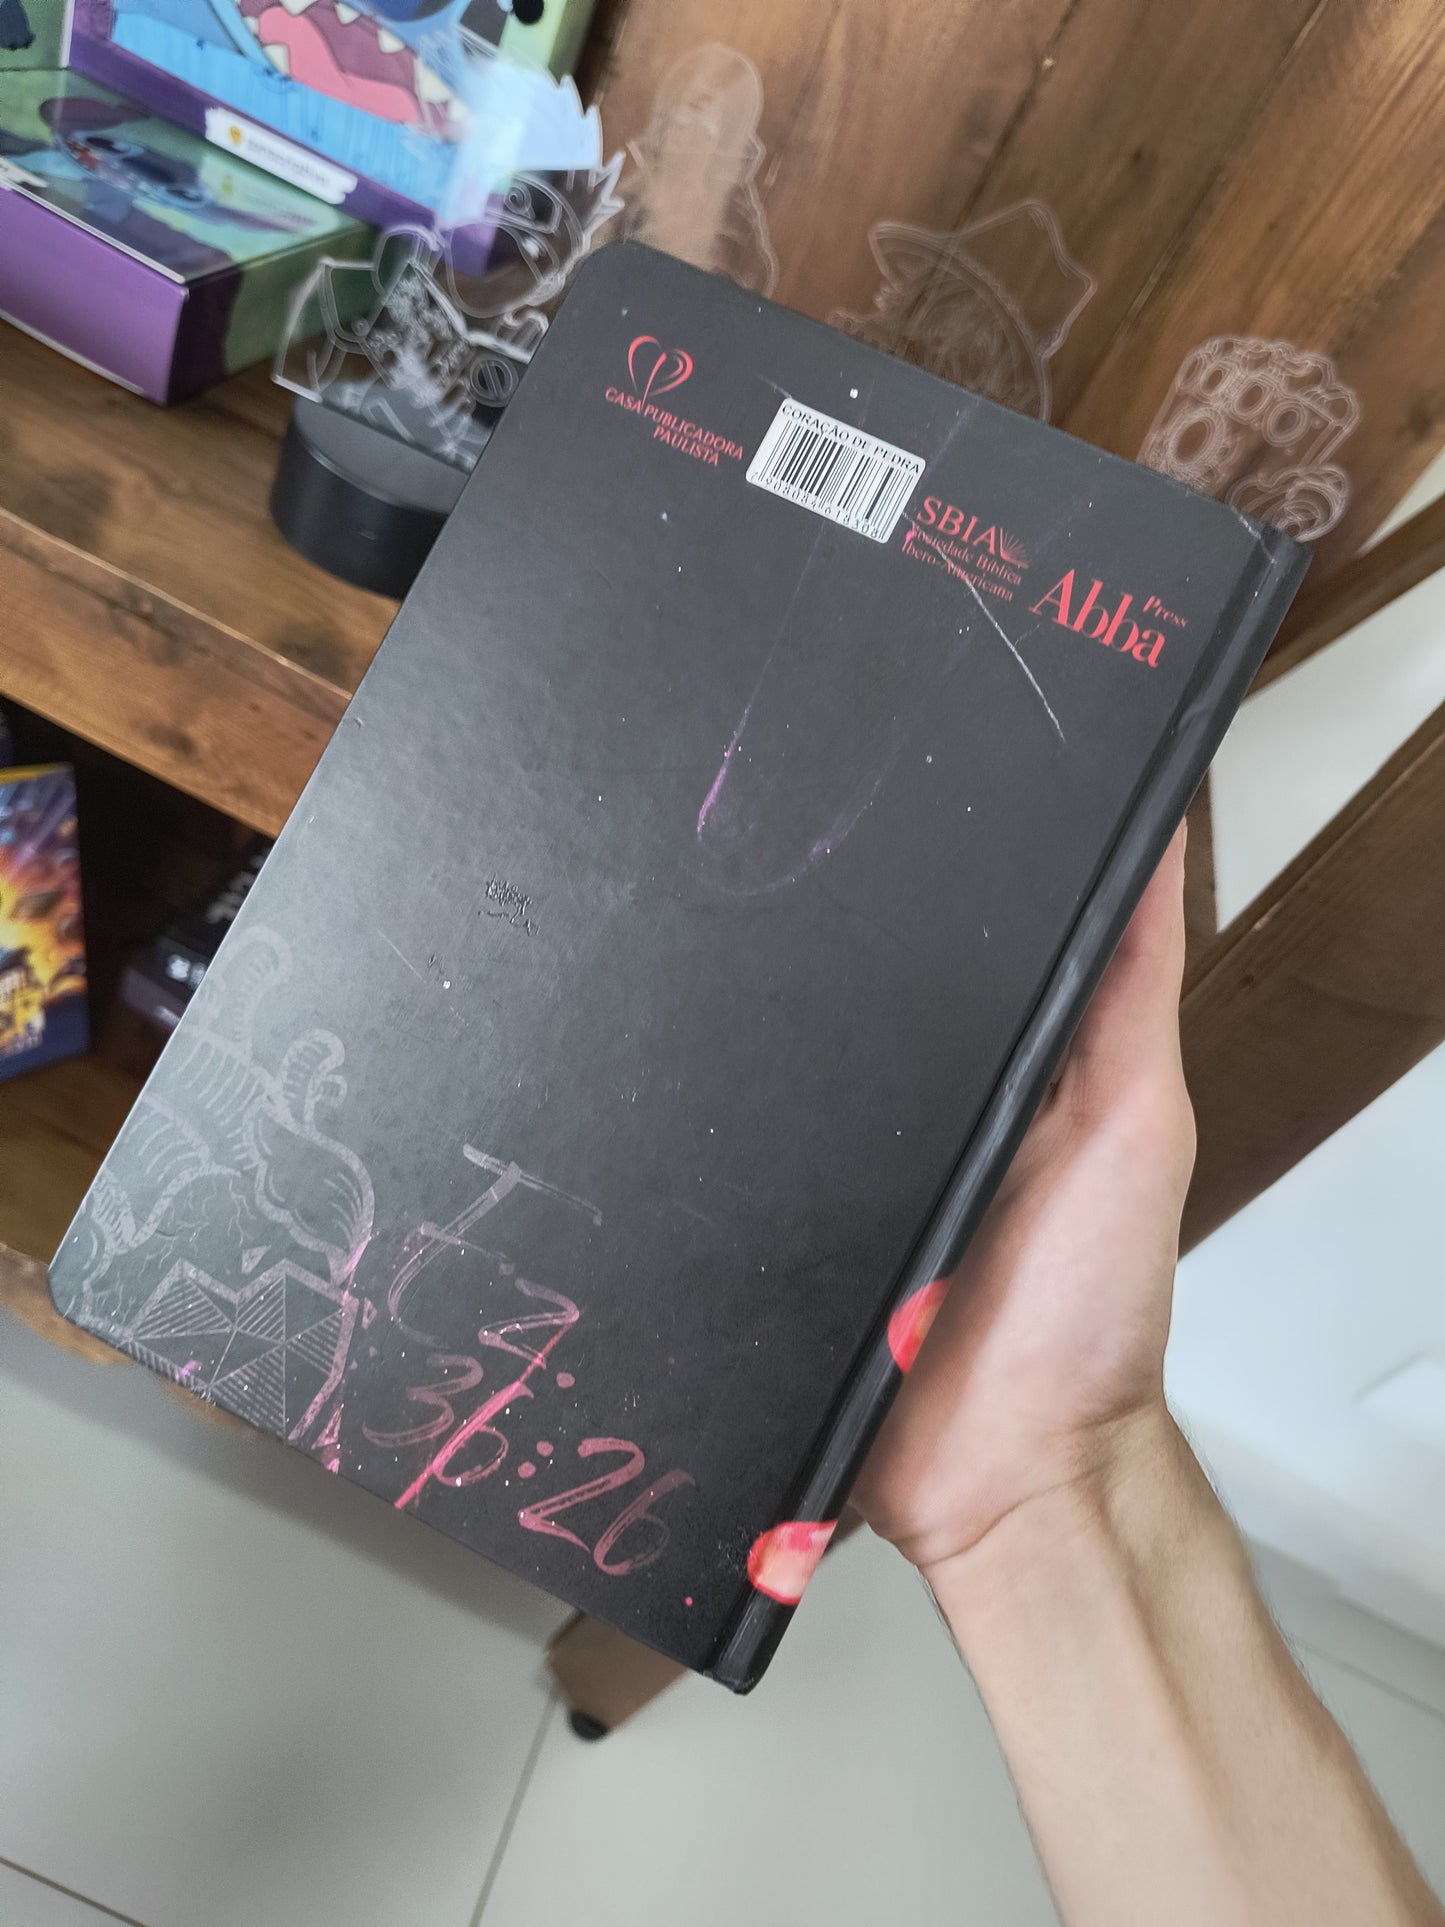 CASA PUBLICADORA
PAULISTA
CORAÇÃO DE PEDRA
SBIA
Sociedade Bíblica
Ibero-Americana
Abba
Press
Ez.
36:26